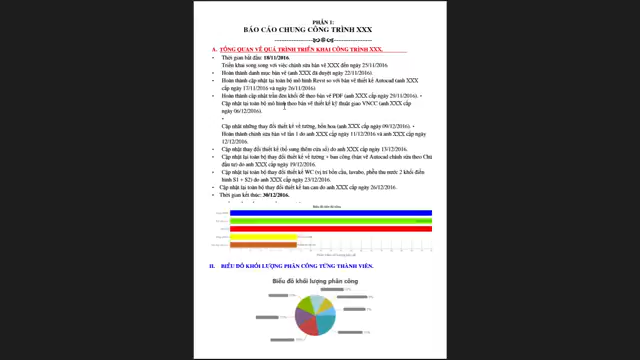 PHẦN 1:
BÁO CÁO CHUNG CÔNG TRÌNH XXX
A. TỔNG QUAN VỀ QUÁ TRÌNH TRIỂN KHAI CÔNG TRÌNH XXX.
• Thời gian bắt đầu: 18/11/2016.
Triển khai song song với việc chỉnh sửa bản vẽ XXX đến ngày 25/11/2016.
• Hoàn thành danh mục bản vẽ (anh XXX đã duyệt ngày 22/11/2016).
• Hoàn thành cập nhật lại toàn bộ mô hình Revit so với bản thiết kế Autocad (anh XXX
cấp ngày 17/11/2016 và ngày 26/11/2016)
• Hoàn thành cập nhật trần đèn khối đế theo bản vẽ PDF (anh XXX cấp ngày 29/11/2016). •
Cập nhật toàn bộ mô hình theo bản vẽ thiết kế kỹ thuật giao VNCC (anh XXX cấp
ngày 06/12/2016).
•
Cập nhật những thay đổi thiết kế về tường, bồn hoa (anh XXX cấp ngày 09/12/2016). •
Hoàn thành chỉnh sửa bản vẽ lần 1 do anh XXX cấp ngày 11/12/2016 và anh XXX cấp ngày
12/12/2016.
• Cập nhật thay đổi thiết kế (bổ sung thêm cửa sổ) do anh XXX cấp ngày 13/12/2016.
• Cập nhật lại toàn bộ thay đổi thiết kế về tường + ban công (bản vẽ Autocad chỉnh sửa theo Chủ
đầu tư) do anh XXX cấp ngày 19/12/2016.
• Cập nhật lại toàn bộ thay đổi thiết kế WC (vị trí bồn cầu, lavabo, phễu thu nước 2 khối điển
hình S1 + S2) do anh XXX cấp ngày 23/12/2016.
• Cập nhật lại toàn bộ thay đổi thiết kế lan can do anh XXX cấp ngày 26/12/2016.
• Thời gian kết thúc: 30/12/2016.
II. BIỂU ĐỒ KHỐI LƯỢNG PHÂN CÔNG TỪNG THÀNH VIÊN.
Biểu đồ khối lượng phân công